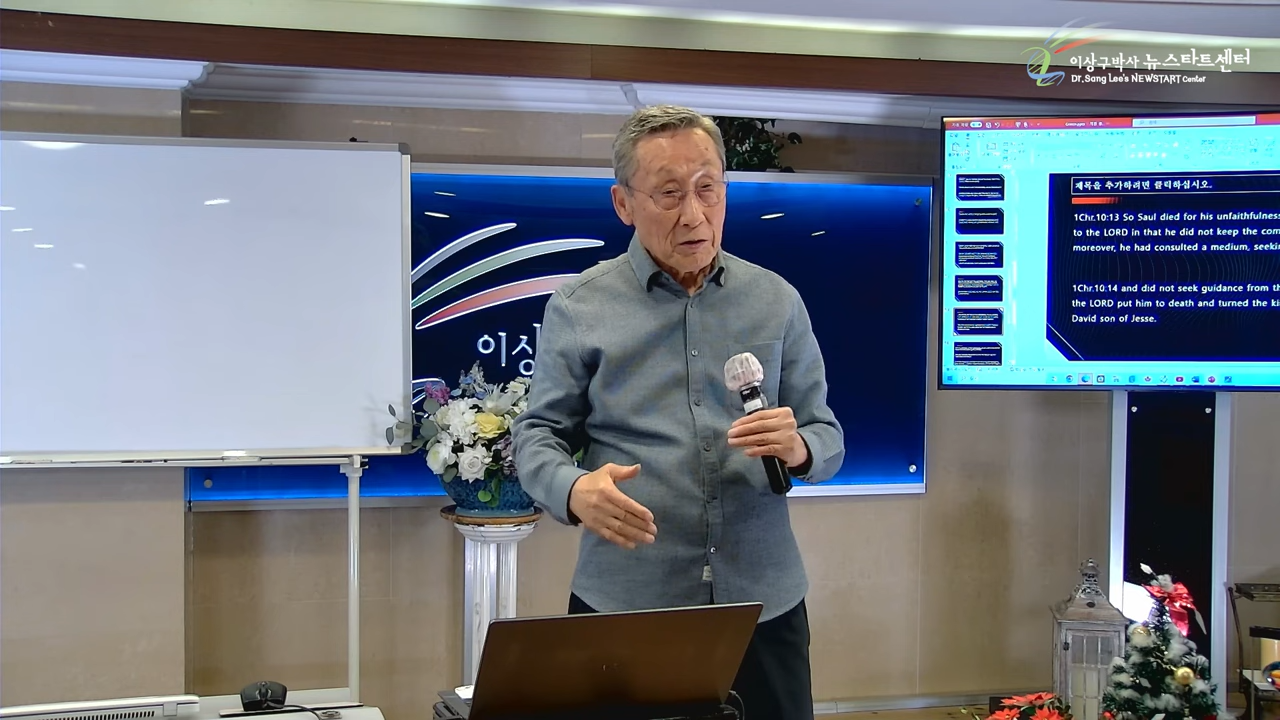 이상구박사 뉴스타트센터
Dr. Sang Lee's NEWSTART Center
제목을 추가하려면 클릭하십시오.
1Chr.10:13 So Saul died for his unfaithfulness
to the LORD in that he did not keep the com
moreover, he had consulted a medium, seekin
1Chr.10:14 and did not seek guidance from th
the LORD put him to death and turned the ki
David son of Jesse.
이상